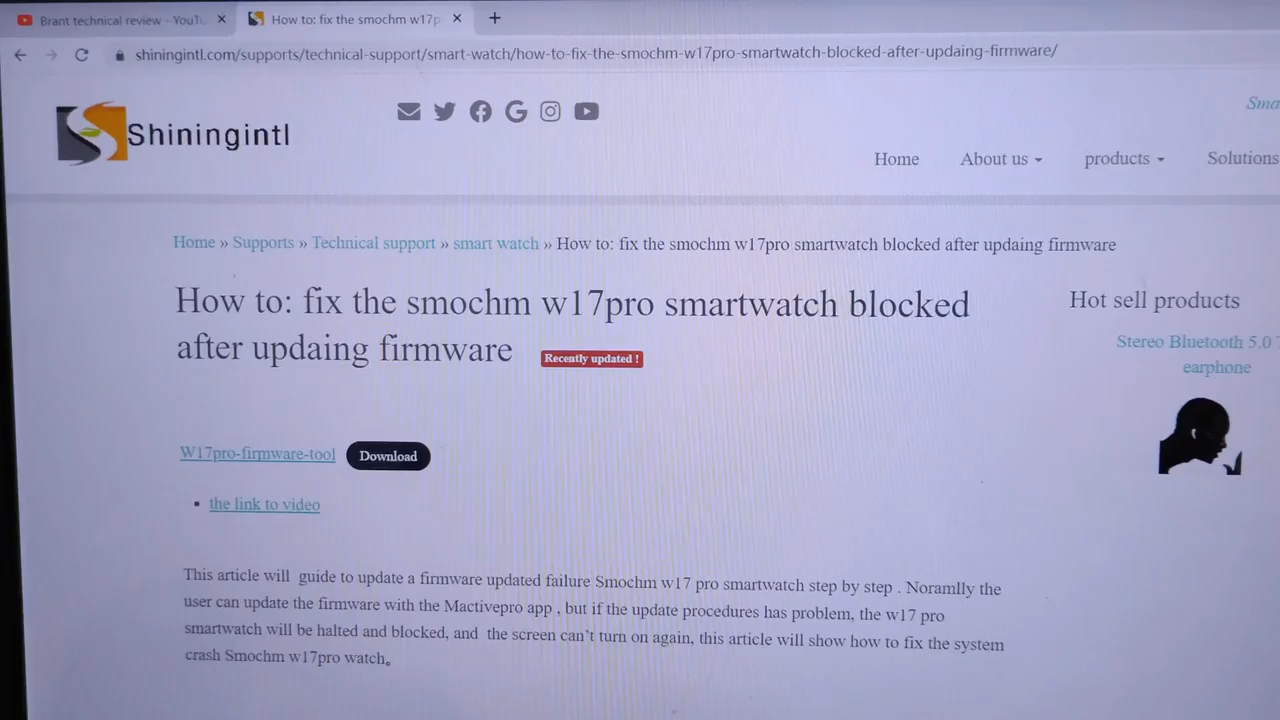 Brant technical review - YouTu
How to: fix the smochm w17p
shiningintl.com/supports/technical-support/smart-watch/how-to-fix-the-smochm-w17pro-smartwatch-blocked-after-updaing-firmware/
Shiningintl
Sma
Home About us products Solutions
Home » Supports » Technical support » smart watch » How to: fix the smochm w17pro smartwatch blocked after updaing firmware
How to: fix the smochm w17pro smartwatch blocked
after updaing firmware Recently updated !
Hot sell products
Stereo Bluetooth 5.0
earphone
W17pro-firmware-tool Download
• the link to video
This article will guide to update a firmware updated failure Smochm w17 pro smartwatch step by step . Noramlly the
user can update the firmware with the Mactivepro app , but if the update procedures has problem, the w17 pro
smartwatch will be halted and blocked, and the screen can't turn on again, this article will show how to fix the system
crash Smochm w17pro watch。